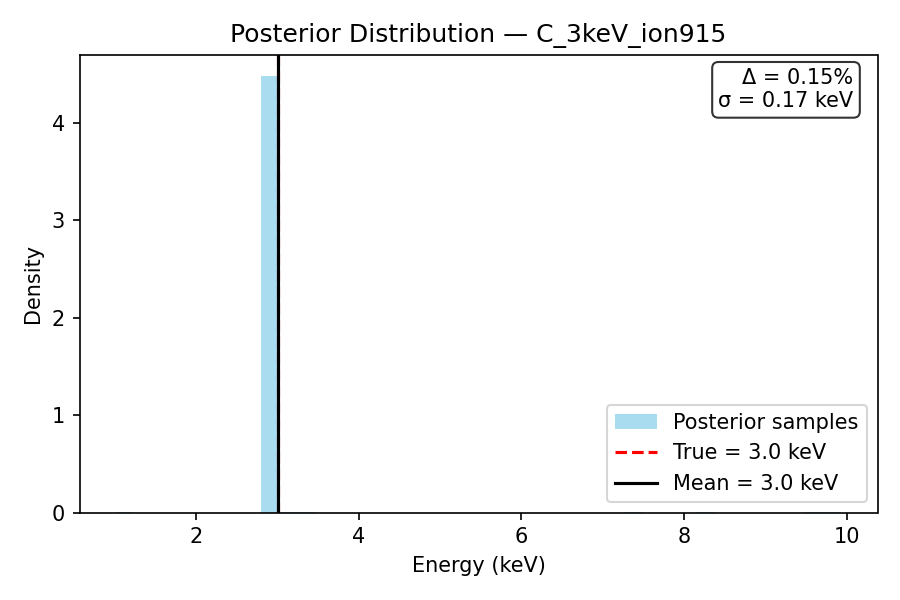 Posterior Distribution — C_3keV_ion915
Δ = 0.15%
σ = 0.17 keV
Density
4
3
2
1
0
Posterior samples
True = 3.0 keV
Mean = 3.0 keV
2 4 6 8 10
Energy (keV)